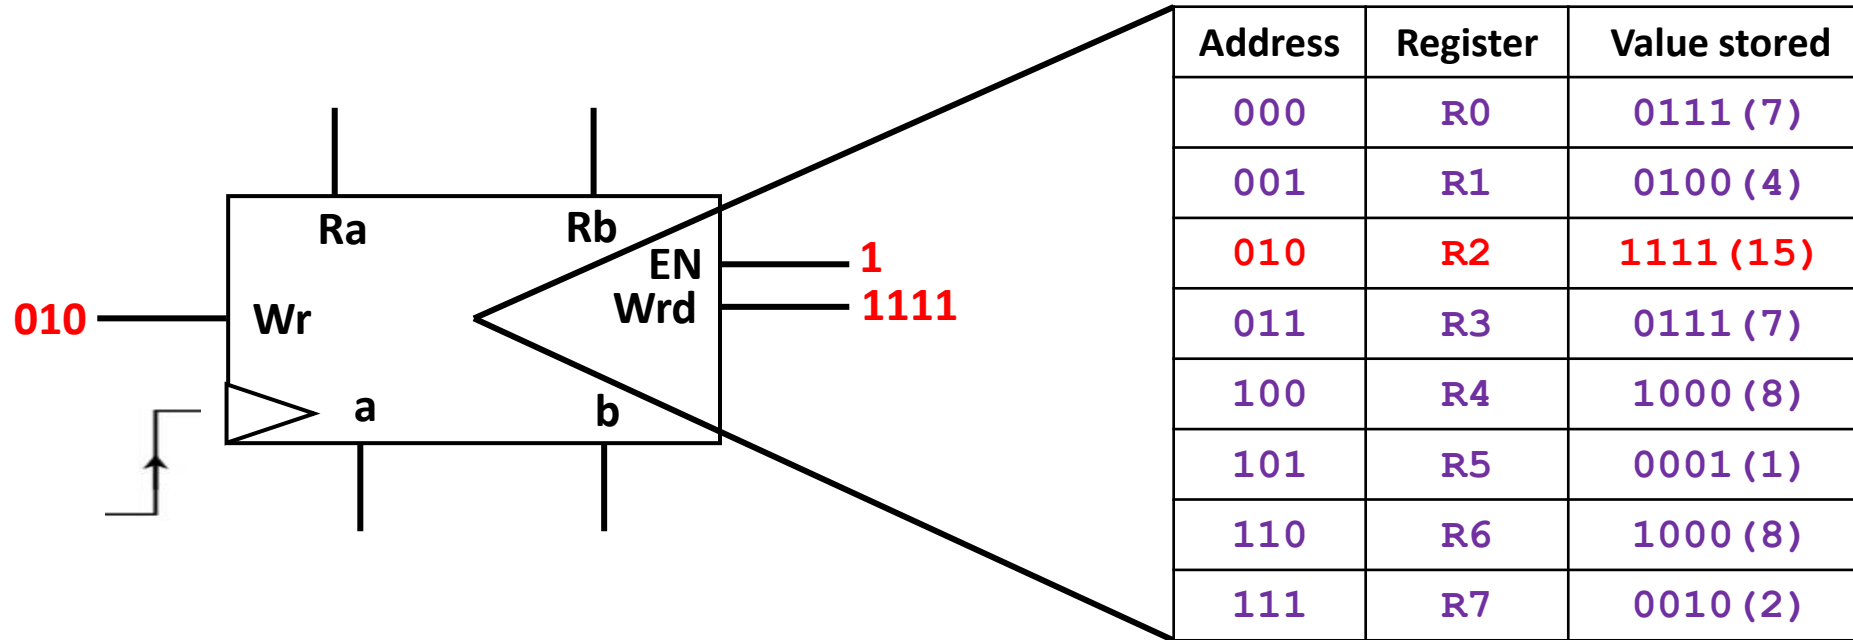 Ra
Rb
EN 1
Wrd 1111
010 Wr
a
b
Address Register Value stored
000 R0 0111(7)
001 R1 0100(4)
010 R2 1111(15)
011 R3 0111(7)
100 R4 1000(8)
101 R5 0001(1)
110 R6 1000(8)
111 R7 0010(2)